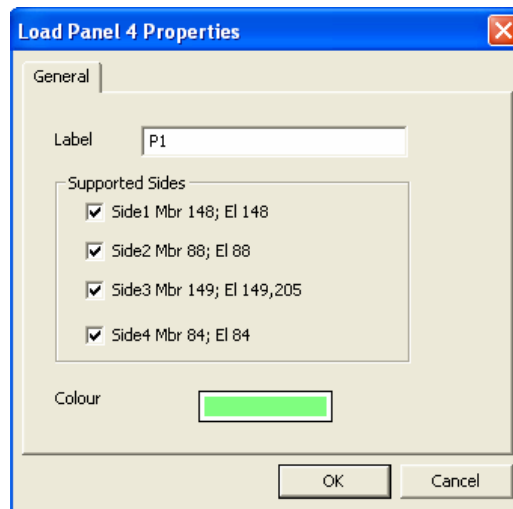 Load Panel 4 Properties
General
Label P1
Supported Sides
Side1 Mbr 148; El 148
Side2 Mbr 88; El 88
Side3 Mbr 149; El 149,205
Side4 Mbr 84; El 84
Colour
OK Cancel